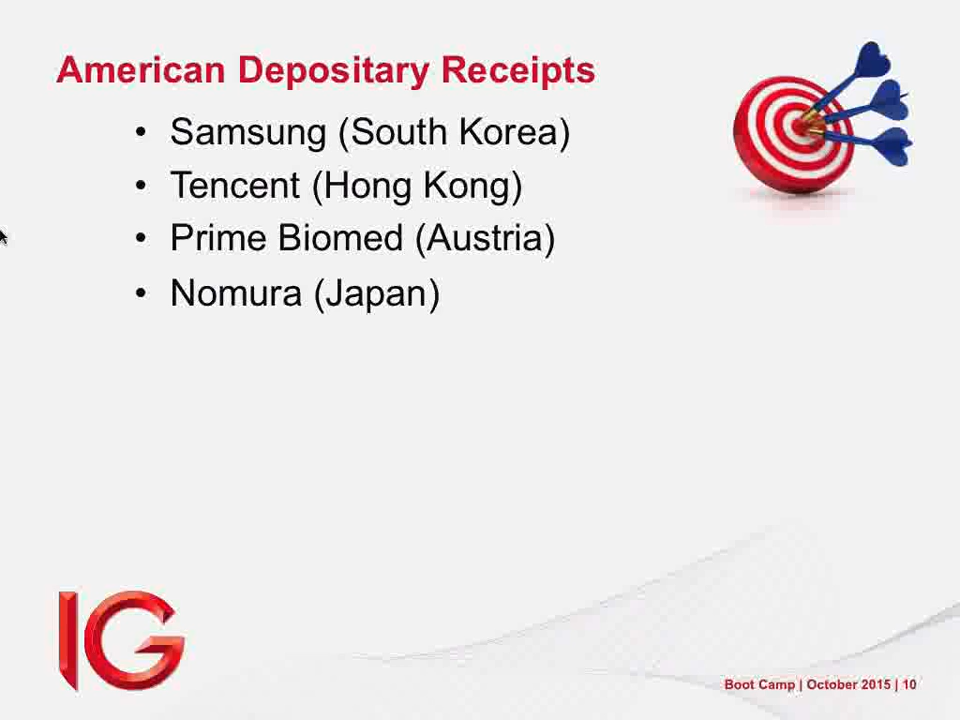 American Depositary Receipts
• Samsung (South Korea)
• Tencent (Hong Kong)
• Prime Biomed (Austria)
• Nomura (Japan)
IG
Boot Camp | October 2015 | 10